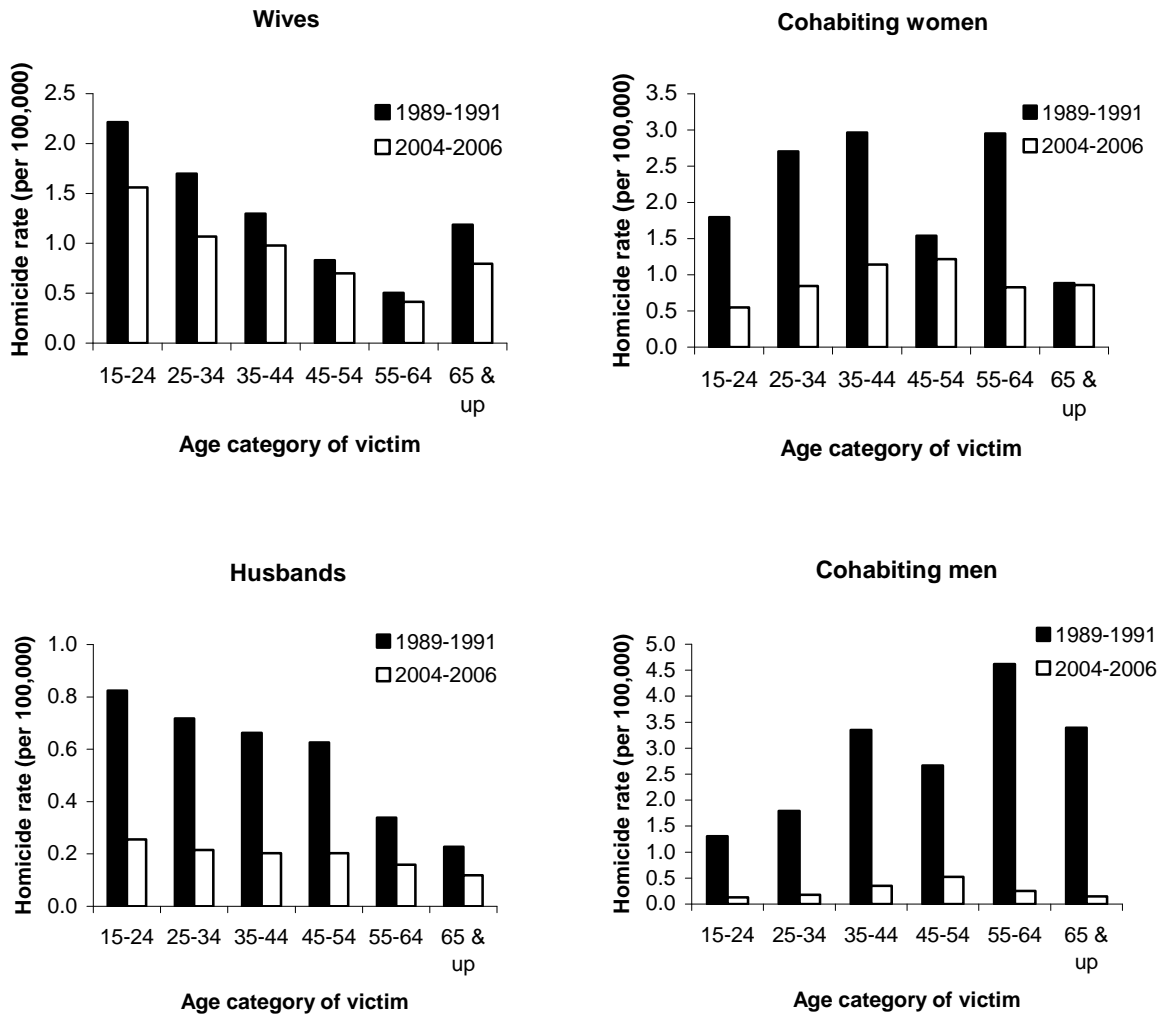 Wives
Homicide rate (per 100,000)
2.5
2.0
1.5
1.0
0.5
0.0
1989-1991
2004-2006
15-24 25-34 35-44 45-54 55-64 65 &
up
Age category of victim
Cohabiting women
Homicide rate (per 100,000)
3.5
3.0
2.5
2.0
1.5
1.0
0.5
0.0
1989-1991
2004-2006
15-24 25-34 35-44 45-54 55-64 65 &
up
Age category of victim
Husbands
Homicide rate (per 100,000)
1.0
0.8
0.6
0.4
0.2
0.0
1989-1991
2004-2006
15-24 25-34 35-44 45-54 55-64 65 &
up
Age category of victim
Cohabiting men
Homicide rate (per 100,000)
5.0
4.5
4.0
3.5
3.0
2.5
2.0
1.5
1.0
0.5
0.0
1989-1991
2004-2006
15-24 25-34 35-44 45-54 55-64 65 &
up
Age category of victim